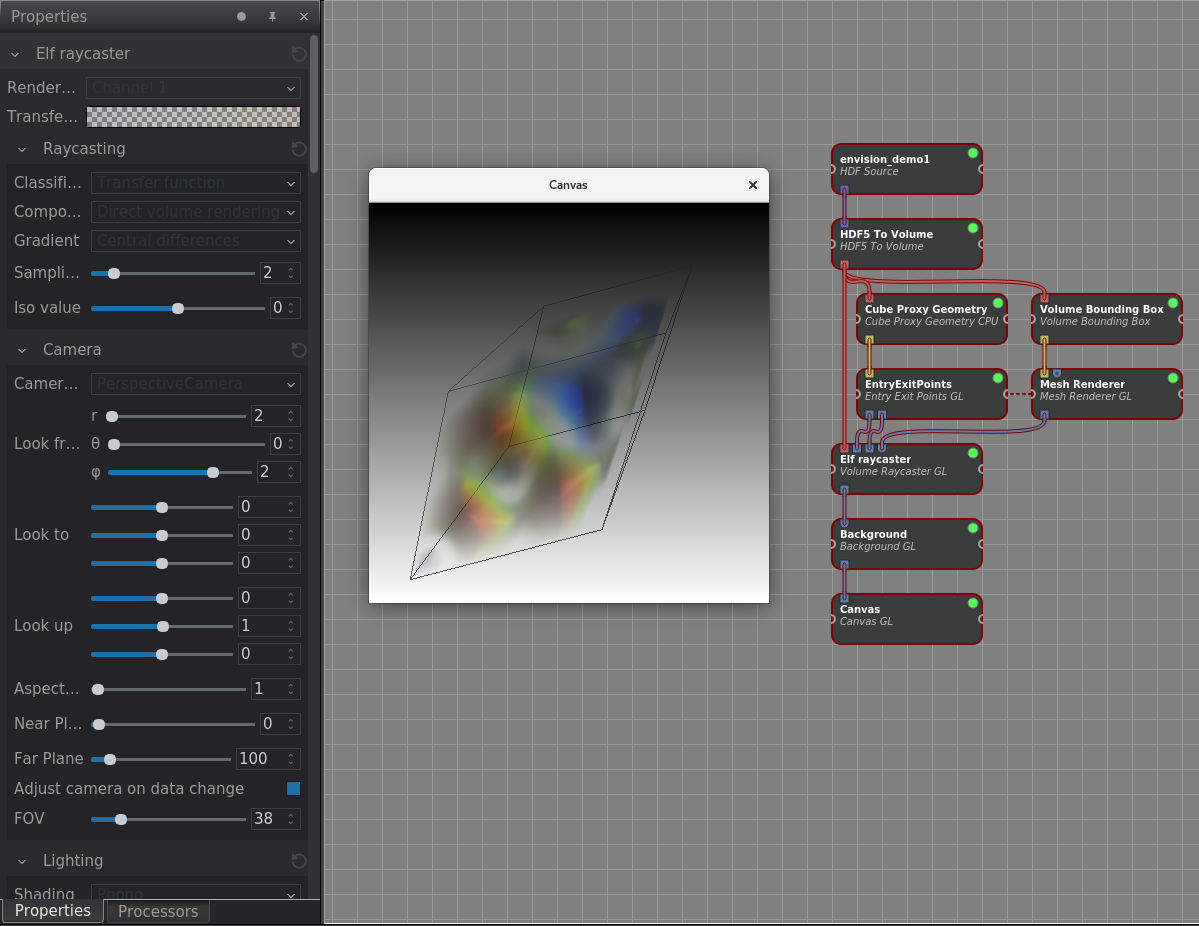 Properties
Elf raycaster
Render... Channel 1
Transfe...
Raycasting
Classifi... Transfer function
Compo... Direct volume rendering
Gradient Central differences
Sampli... 2
Iso value 0
Camera
Camer... PerspectiveCamera
r 2
Look fr... θ 0
φ 2
0
Look to 0
0
0
Look up 1
0
Aspect... 1
Near Pl... 0
Far Plane 100
Adjust camera on data change
FOV 38
Lighting
Shading Phong
Properties Processors
Canvas
envision_demo1
HDF Source
HDF5 To Volume
HDF5 To Volume
Cube Proxy Geometry
Cube Proxy Geometry CPU
Volume Bounding Box
Volume Bounding Box
EntryExitPoints
Entry Exit Points GL
Mesh Renderer
Mesh Renderer GL
Elf raycaster
Volume Raycaster GL
Background
Background GL
Canvas
Canvas GL